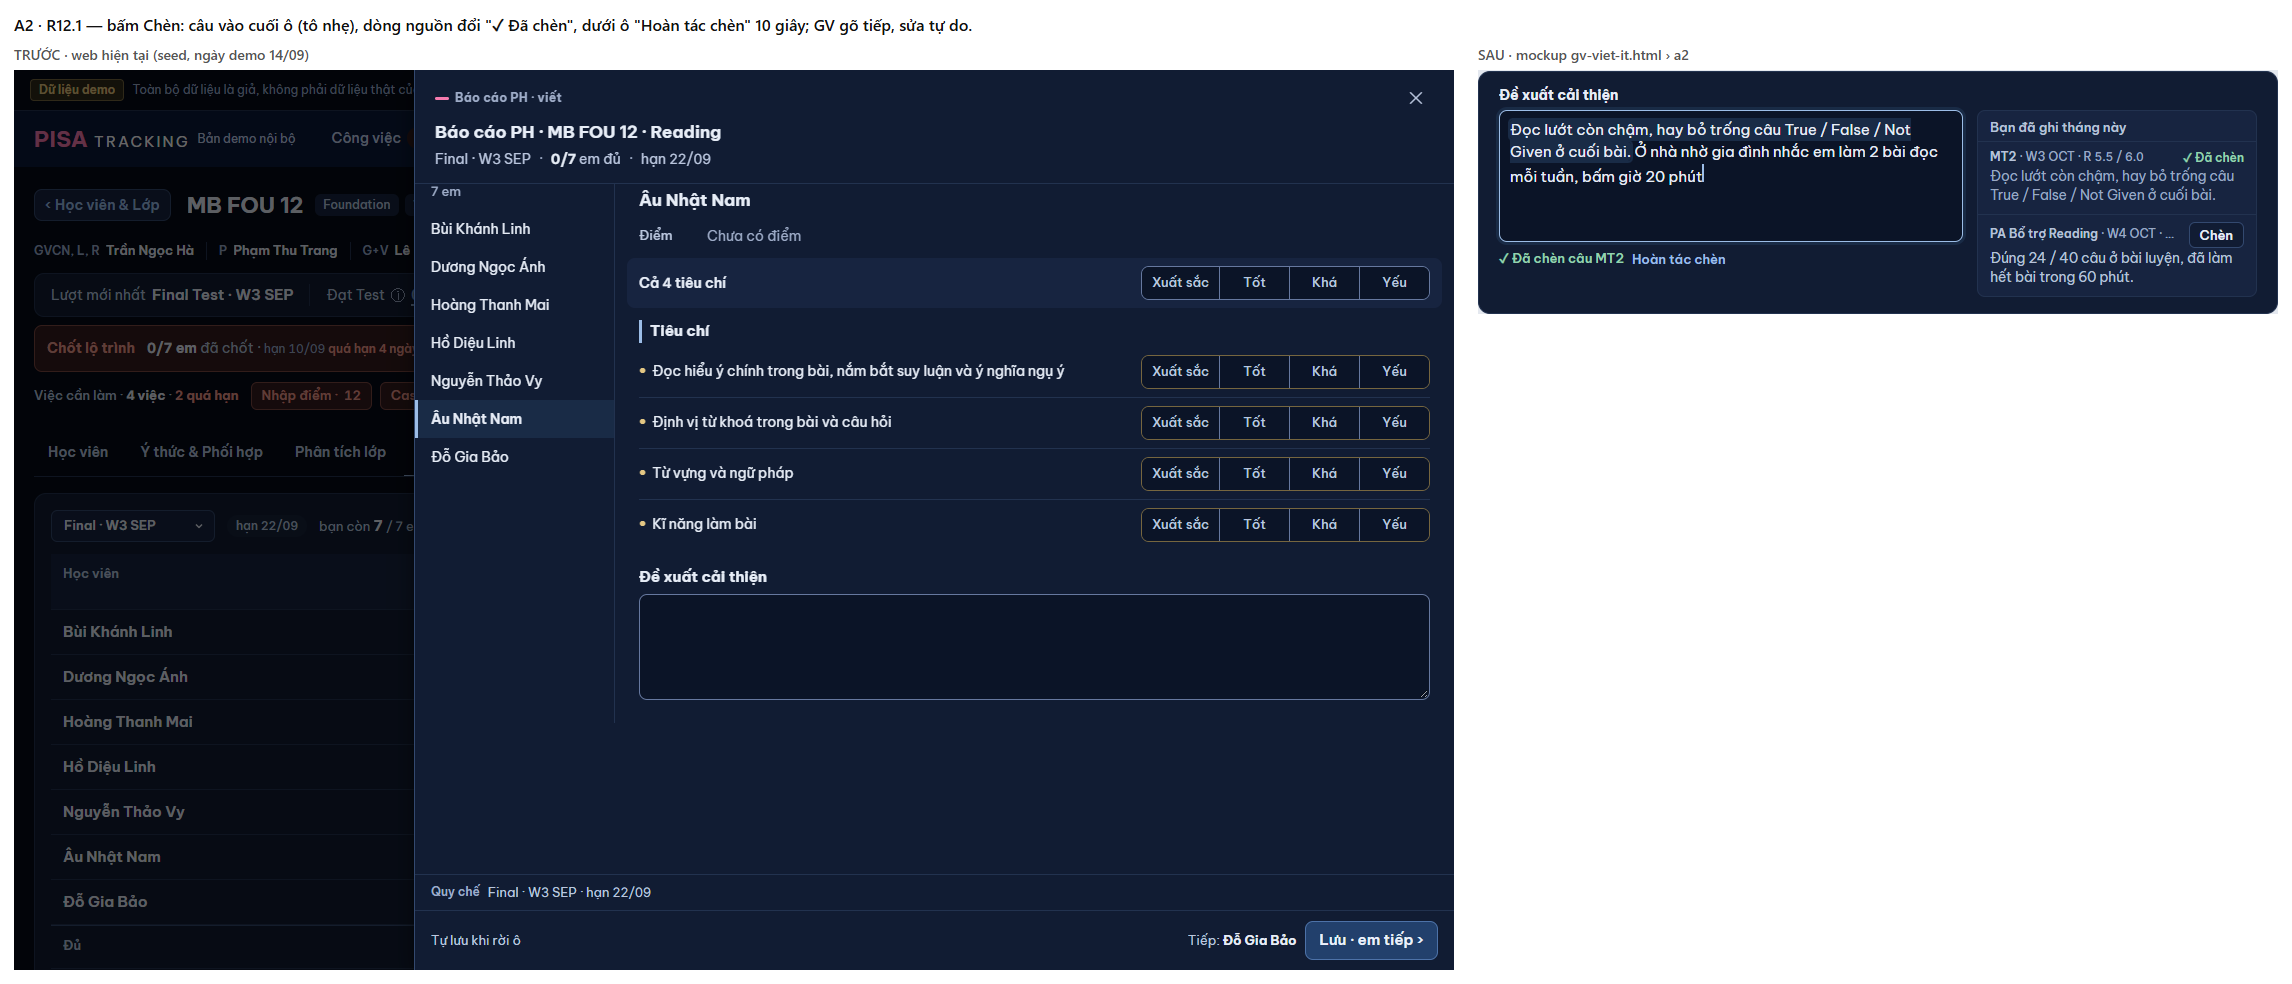 A2 · R12.1 — bấm Chèn: câu vào cuối ô (tô nhẹ), dòng nguồn đổi "✓ Đã chèn", dưới ô "Hoàn tác chèn" 10 giây; GV gõ tiếp, sửa tự do.
TRƯỚC · web hiện tại (seed, ngày demo 14/09)
Dữ liệu demo Toàn bộ dữ liệu là giả, không phải dữ liệu thật
PISA TRACKING Bản demo nội bộ Công việc
‹ Học viên & Lớp MB FOU 12 Foundation
GVCN, L, R Trần Ngọc Hà P Phạm Thu Trang G+V Lê
Lượt mới nhất Final Test · W3 SEP Đạt Test
Chốt lộ trình 0/7 em đã chốt · hạn 10/09 quá hạn 4 ngày
Việc cần làm · 4 việc · 2 quá hạn Nhập điểm · 12
Học viên Ý thức & Phối hợp Phân tích lớp
Final · W3 SEP hạn 22/09 bạn còn 7 / 7
Học viên
Bùi Khánh Linh
Dương Ngọc Ánh
Hoàng Thanh Mai
Hồ Diệu Linh
Nguyễn Thảo Vy
Âu Nhật Nam
Đỗ Gia Bảo
Đủ
Báo cáo PH · viết
Báo cáo PH · MB FOU 12 · Reading
Final · W3 SEP · 0/7 em đủ · hạn 22/09
7 em
Bùi Khánh Linh
Dương Ngọc Ánh
Hoàng Thanh Mai
Hồ Diệu Linh
Nguyễn Thảo Vy
Âu Nhật Nam
Đỗ Gia Bảo
Âu Nhật Nam
Điểm Chưa có điểm
Cả 4 tiêu chí Xuất sắc Tốt Khá Yếu
Tiêu chí
• Đọc hiểu ý chính trong bài, nắm bắt suy luận và ý nghĩa ngụ ý Xuất sắc Tốt Khá Yếu
• Định vị từ khoá trong bài và câu hỏi Xuất sắc Tốt Khá Yếu
• Từ vựng và ngữ pháp Xuất sắc Tốt Khá Yếu
• Kĩ năng làm bài Xuất sắc Tốt Khá Yếu
Đề xuất cải thiện
Quy chế Final · W3 SEP · hạn 22/09
Tự lưu khi rời ô Tiếp: Đỗ Gia Bảo Lưu · em tiếp ›
SAU · mockup gv-viet-it.html › a2
Đề xuất cải thiện
Đọc lướt còn chậm, hay bỏ trống câu True / False / Not
Given ở cuối bài. Ở nhà nhờ gia đình nhắc em làm 2 bài đọc
mỗi tuần, bấm giờ 20 phút
✓ Đã chèn câu MT2 Hoàn tác chèn
Bạn đã ghi tháng này
MT2 · W3 OCT · R 5.5 / 6.0 ✓ Đã chèn
Đọc lướt còn chậm, hay bỏ trống câu
True / False / Not Given ở cuối bài.
PA Bổ trợ Reading · W4 OCT · ... Chèn
Đúng 24 / 40 câu ở bài luyện, đã làm
hết bài trong 60 phút.